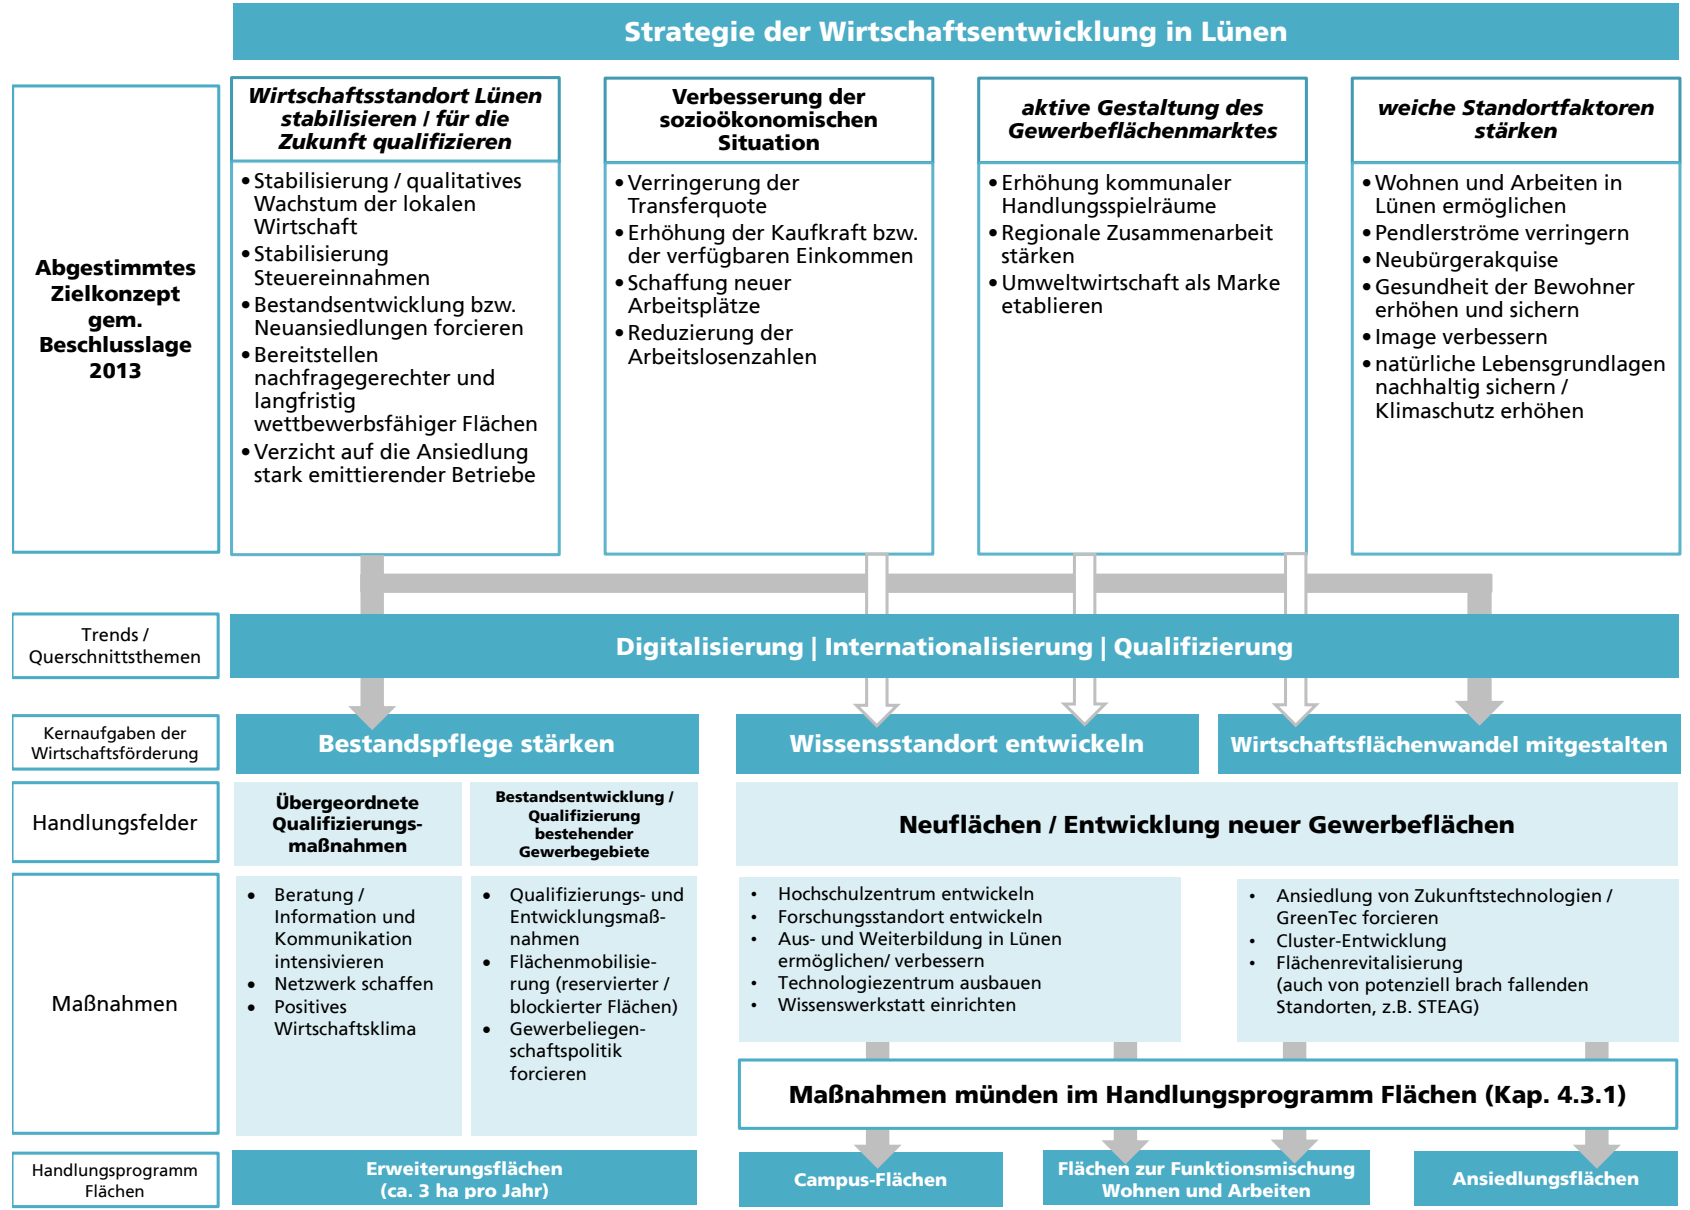 Strategie der Wirtschaftsentwicklung in Lünen
Abgestimmtes
Zielkonzept
gem.
Beschlusslage
2013
Wirtschaftsstandort Lünen
stabilisieren / für die
Zukunft qualifizieren
•Stabilisierung / qualitatives
Wachstum der lokalen
Wirtschaft
•Stabilisierung
Steuereinnahmen
•Bestandsentwicklung bzw.
Neuansiedlungen forcieren
•Bereitstellen
nachfragegerechter und
langfristig
wettbewerbsfähiger Flächen
•Verzicht auf die Ansiedlung
stark emittierender Betriebe
Verbesserung der
sozioökonomischen
Situation
•Verringerung der
Transferquote
•Erhöhung der Kaufkraft bzw.
der verfügbaren Einkommen
•Schaffung neuer
Arbeitsplätze
•Reduzierung der
Arbeitslosenzahlen
aktive Gestaltung des
Gewerbeflächenmarktes
•Erhöhung kommunaler
Handlungsspielräume
•Regionale Zusammenarbeit
stärken
•Umweltwirtschaft als Marke
etablieren
weiche Standortfaktoren
stärken
•Wohnen und Arbeiten in
Lünen ermöglichen
•Pendlerströme verringern
•Neubürgerakquise
•Gesundheit der Bewohner
erhöhen und sichern
•Image verbessern
•natürliche Lebensgrundlagen
nachhaltig sichern /
Klimaschutz erhöhen
Trends /
Querschnittsthemen
Digitalisierung | Internationalisierung | Qualifizierung
Kernaufgaben der
Wirtschaftsförderung
Bestandspflege stärken
Wissensstandort entwickeln
Wirtschaftsflächenwandel mitgestalten
Handlungsfelder
Übergeordnete
Qualifizierungs-
maßnahmen
Bestandsentwicklung /
Qualifizierung
bestehender
Gewerbegebiete
Neuflächen / Entwicklung neuer Gewerbeflächen
Maßnahmen
• Beratung /
Information und
Kommunikation
intensivieren
• Netzwerk schaffen
• Positives
Wirtschaftsklima
• Qualifizierungs- und
Entwicklungsmaß-
nahmen
• Flächenmobilisie-
rung (reservierter /
blockierter Flächen)
• Gewerbeliegen-
schaftspolitik
forcieren
• Hochschulzentrum entwickeln
• Forschungsstandort entwickeln
• Aus- und Weiterbildung in Lünen
ermöglichen/ verbessern
• Technologiezentrum ausbauen
• Wissenswerkstatt einrichten
• Ansiedlung von Zukunftstechnologien /
GreenTec forcieren
• Cluster-Entwicklung
• Flächenrevitalisierung
(auch von potenziell brach fallenden
Standorten, z.B. STEAG)
Maßnahmen münden im Handlungsprogramm Flächen (Kap. 4.3.1)
Handlungsprogramm
Flächen
Erweiterungsflächen
(ca. 3 ha pro Jahr)
Campus-Flächen
Flächen zur Funktionsmischung
Wohnen und Arbeiten
Ansiedlungsflächen